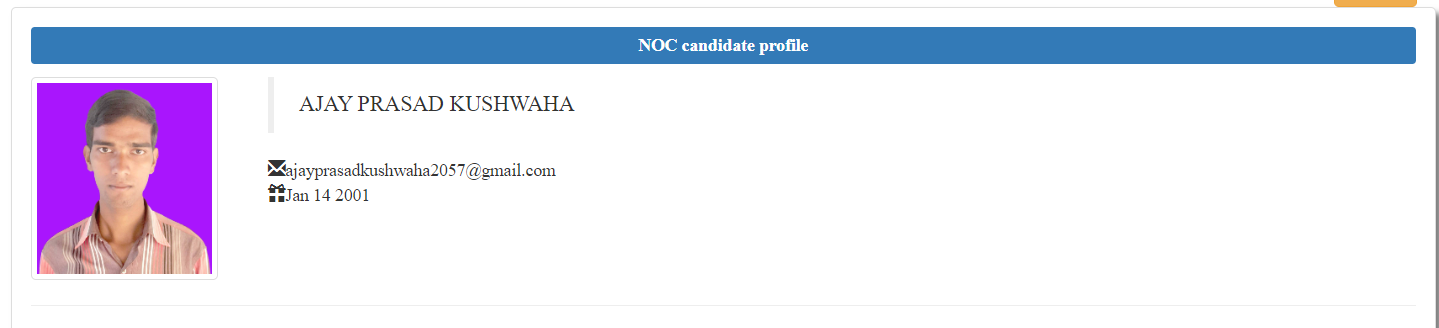 NOC candidate profile
AJAY PRASAD KUSHWAHA
ajayprasadkushwaha2057@gmail.com
Jan 14 2001